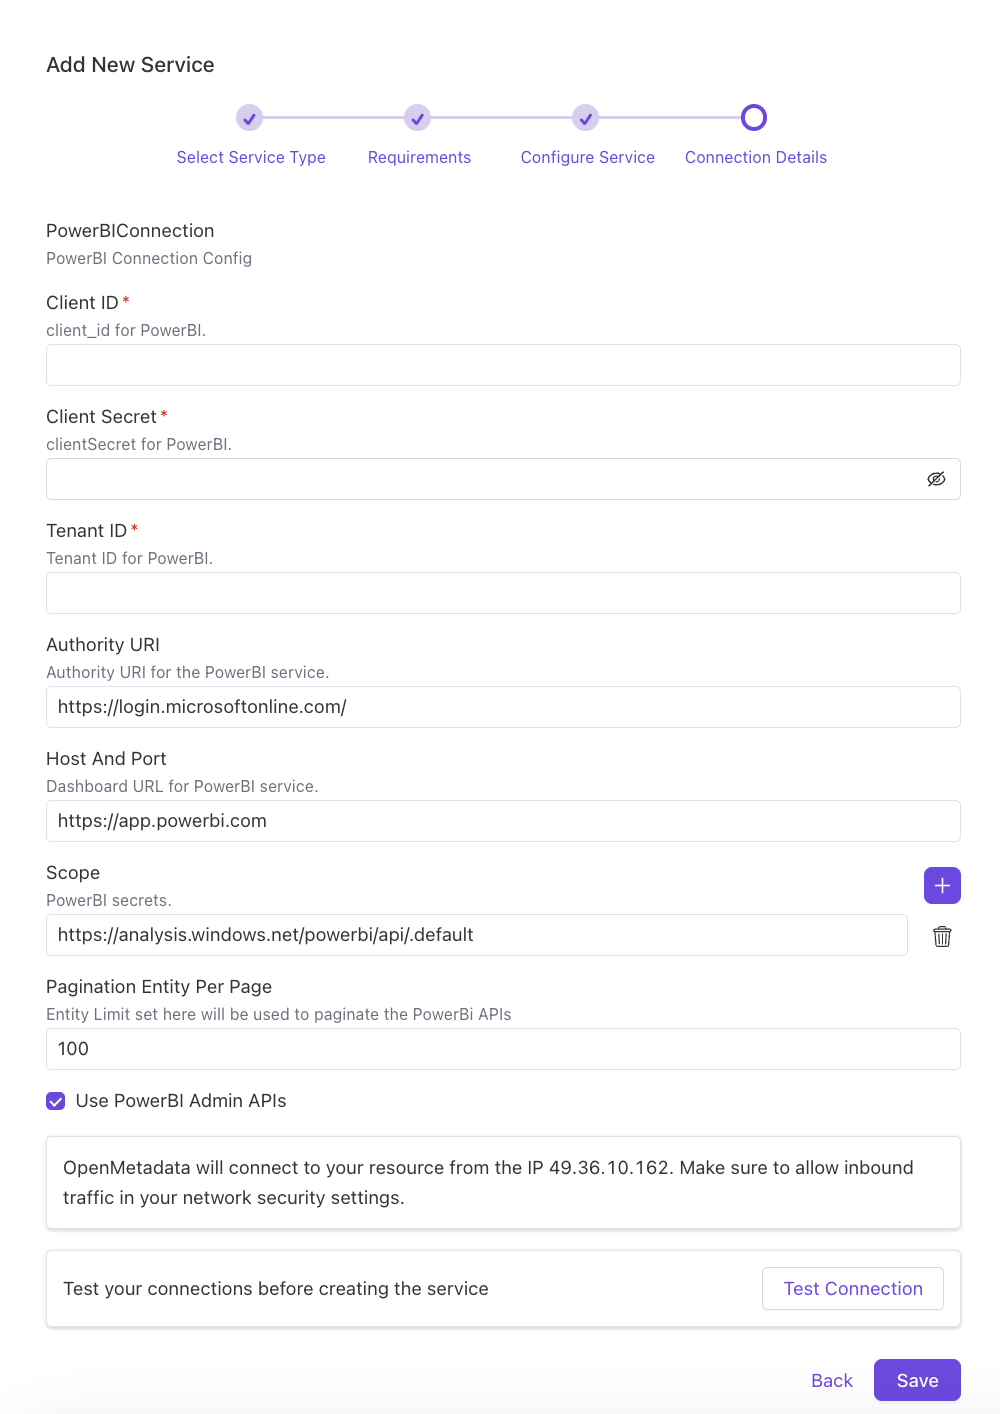 Add New Service
Select Service Type
Requirements
Configure Service
Connection Details
PowerBIConnection
PowerBI Connection Config
Client ID *
client_id for PowerBI.
Client Secret *
clientSecret for PowerBI.
Tenant ID *
Tenant ID for PowerBI.
Authority URI
Authority URI for the PowerBI service.
https://login.microsoftonline.com/
Host And Port
Dashboard URL for PowerBI service.
https://app.powerbi.com
Scope
PowerBI secrets.
https://analysis.windows.net/powerbi/api/.default
Pagination Entity Per Page
Entity Limit set here will be used to paginate the PowerBi APIs
100
Use PowerBI Admin APIs
OpenMetadata will connect to your resource from the IP 49.36.10.162. Make sure to allow inbound
traffic in your network security settings.
Test your connections before creating the service
Test Connection
Back
Save